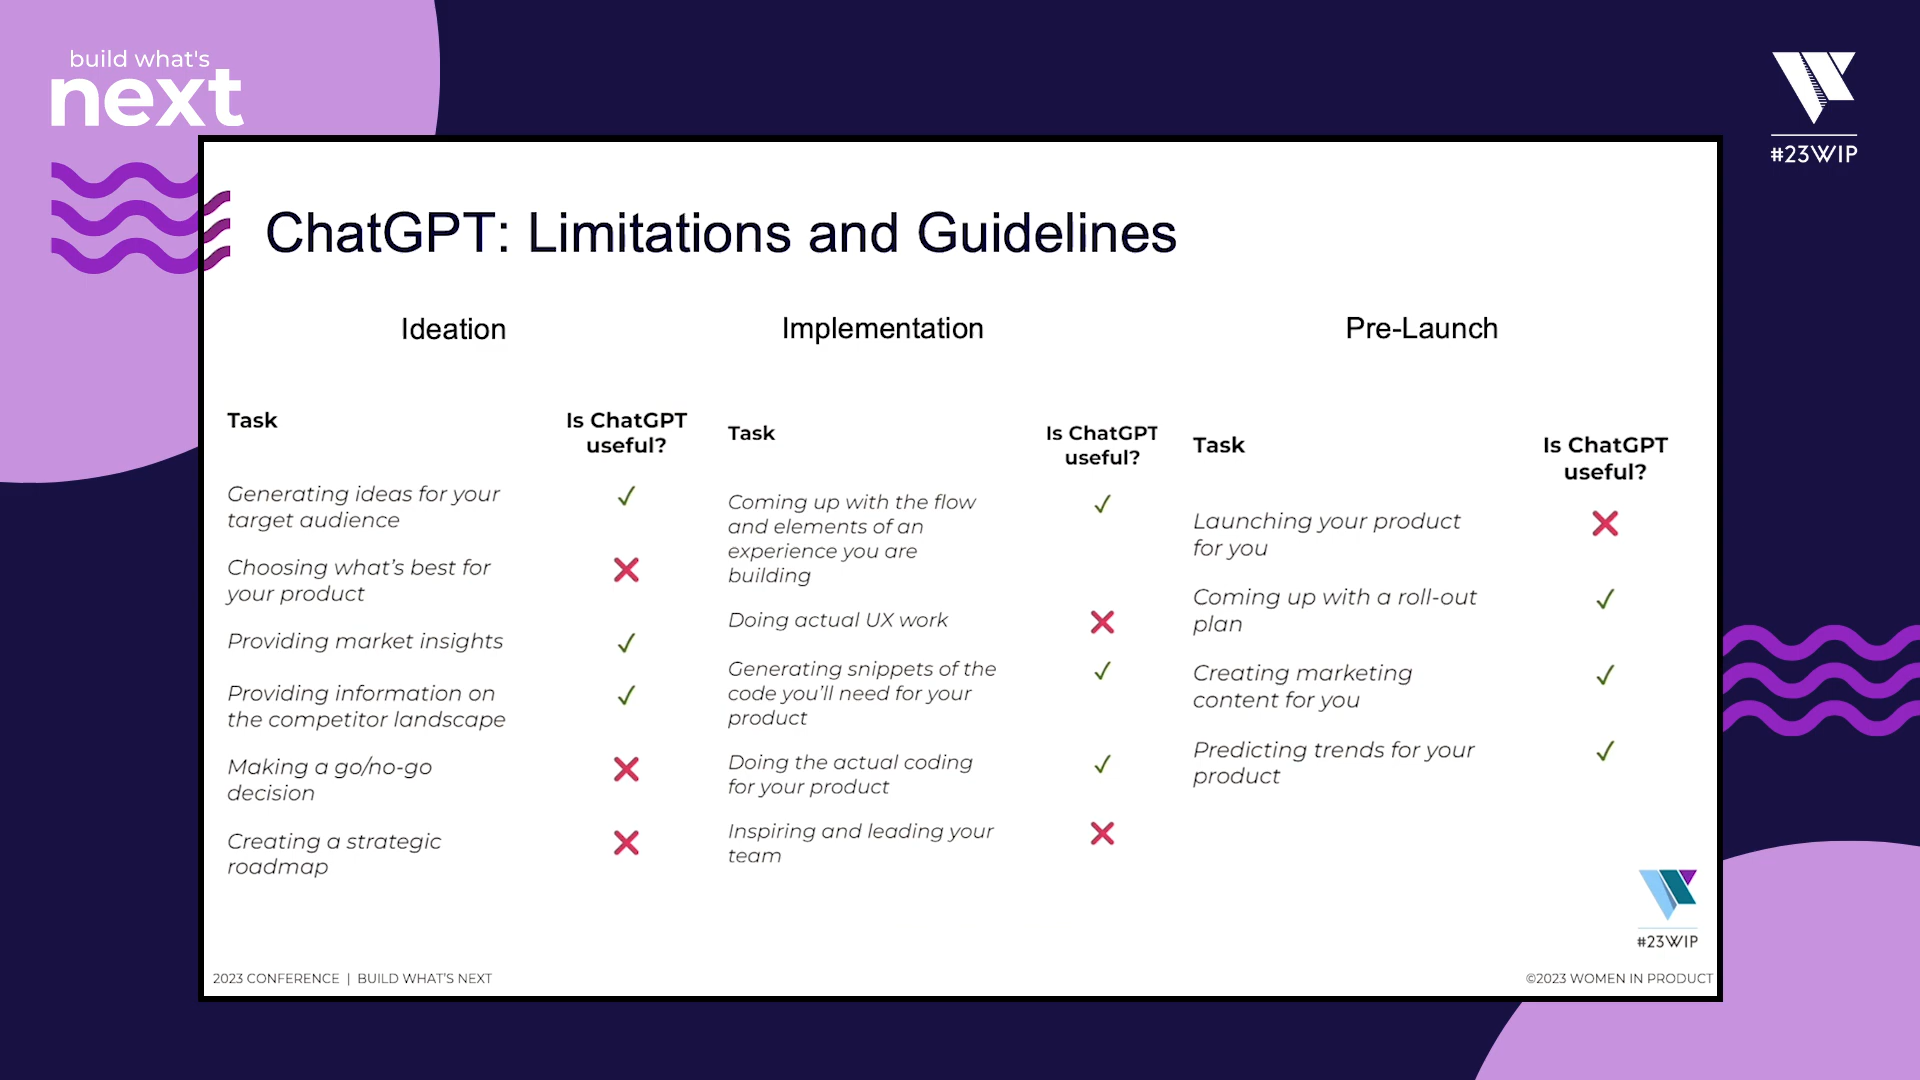 build what's
next
#23WIP
ChatGPT: Limitations and Guidelines
Ideation
Task
Is ChatGPT
useful?
Generating ideas for your
target audience
✓
Choosing what's best for
your product
❌
Providing market insights
✓
Providing information on
the competitor landscape
✓
Making a go/no-go
decision
❌
Creating a strategic
roadmap
❌
Implementation
Task
Is ChatGPT
useful?
Coming up with the flow
and elements of an
experience you are
building
✓
Doing actual UX work
❌
Generating snippets of the
code you'll need for your
product
✓
Doing the actual coding
for your product
✓
Inspiring and leading your
team
❌
Pre-Launch
Task
Is ChatGPT
useful?
Launching your product
for you
❌
Coming up with a roll-out
plan
✓
Creating marketing
content for you
✓
Predicting trends for your
product
✓
#23WIP
2023 CONFERENCE | BUILD WHAT'S NEXT
©2023 WOMEN IN PRODUCT